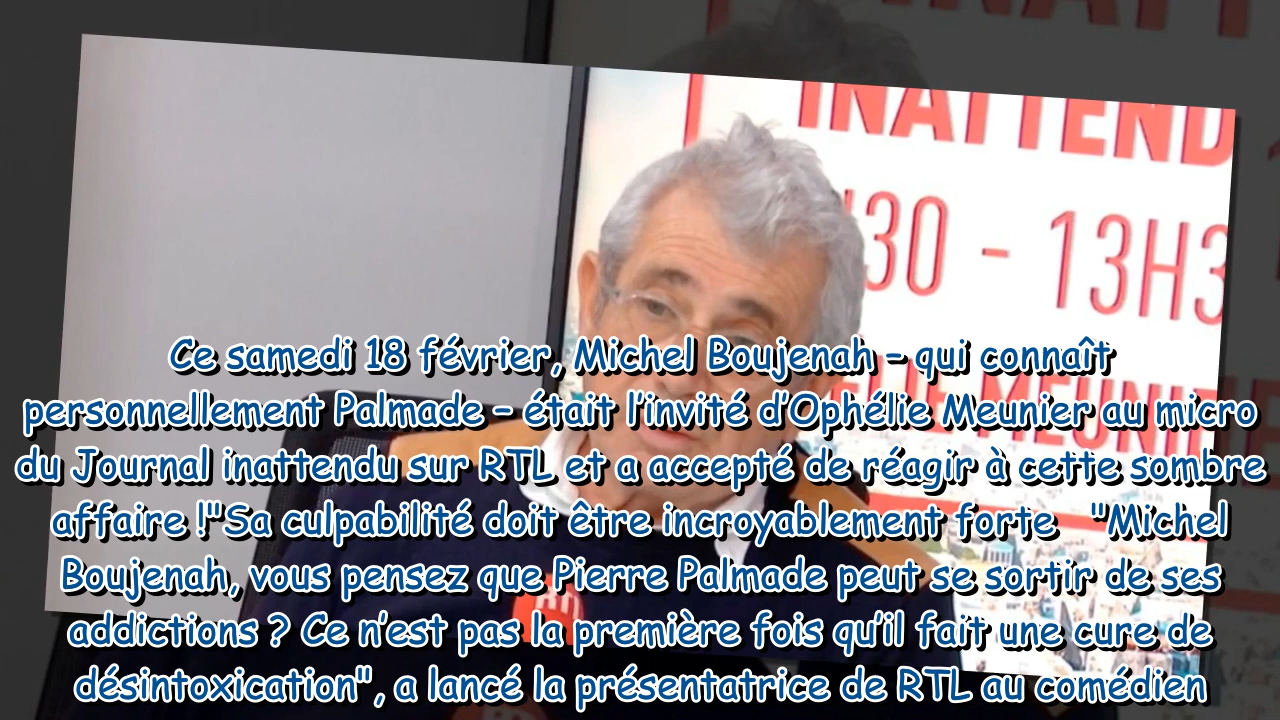 INATTEND
30 - 13H3
Ce samedi 18 février, Michel Boujenah – qui connaît
personnellement Palmade – était l'invité d'Ophélie Meunier au micro
du Journal inattendu sur RTL et a accepté de réagir à cette sombre
affaire !"Sa culpabilité doit être incroyablement forte "Michel
Boujenah, vous pensez que Pierre Palmade peut se sortir de ses
addictions ? Ce n'est pas la première fois qu'il fait une cure de
désintoxication", a lancé la présentatrice de RTL au comédien